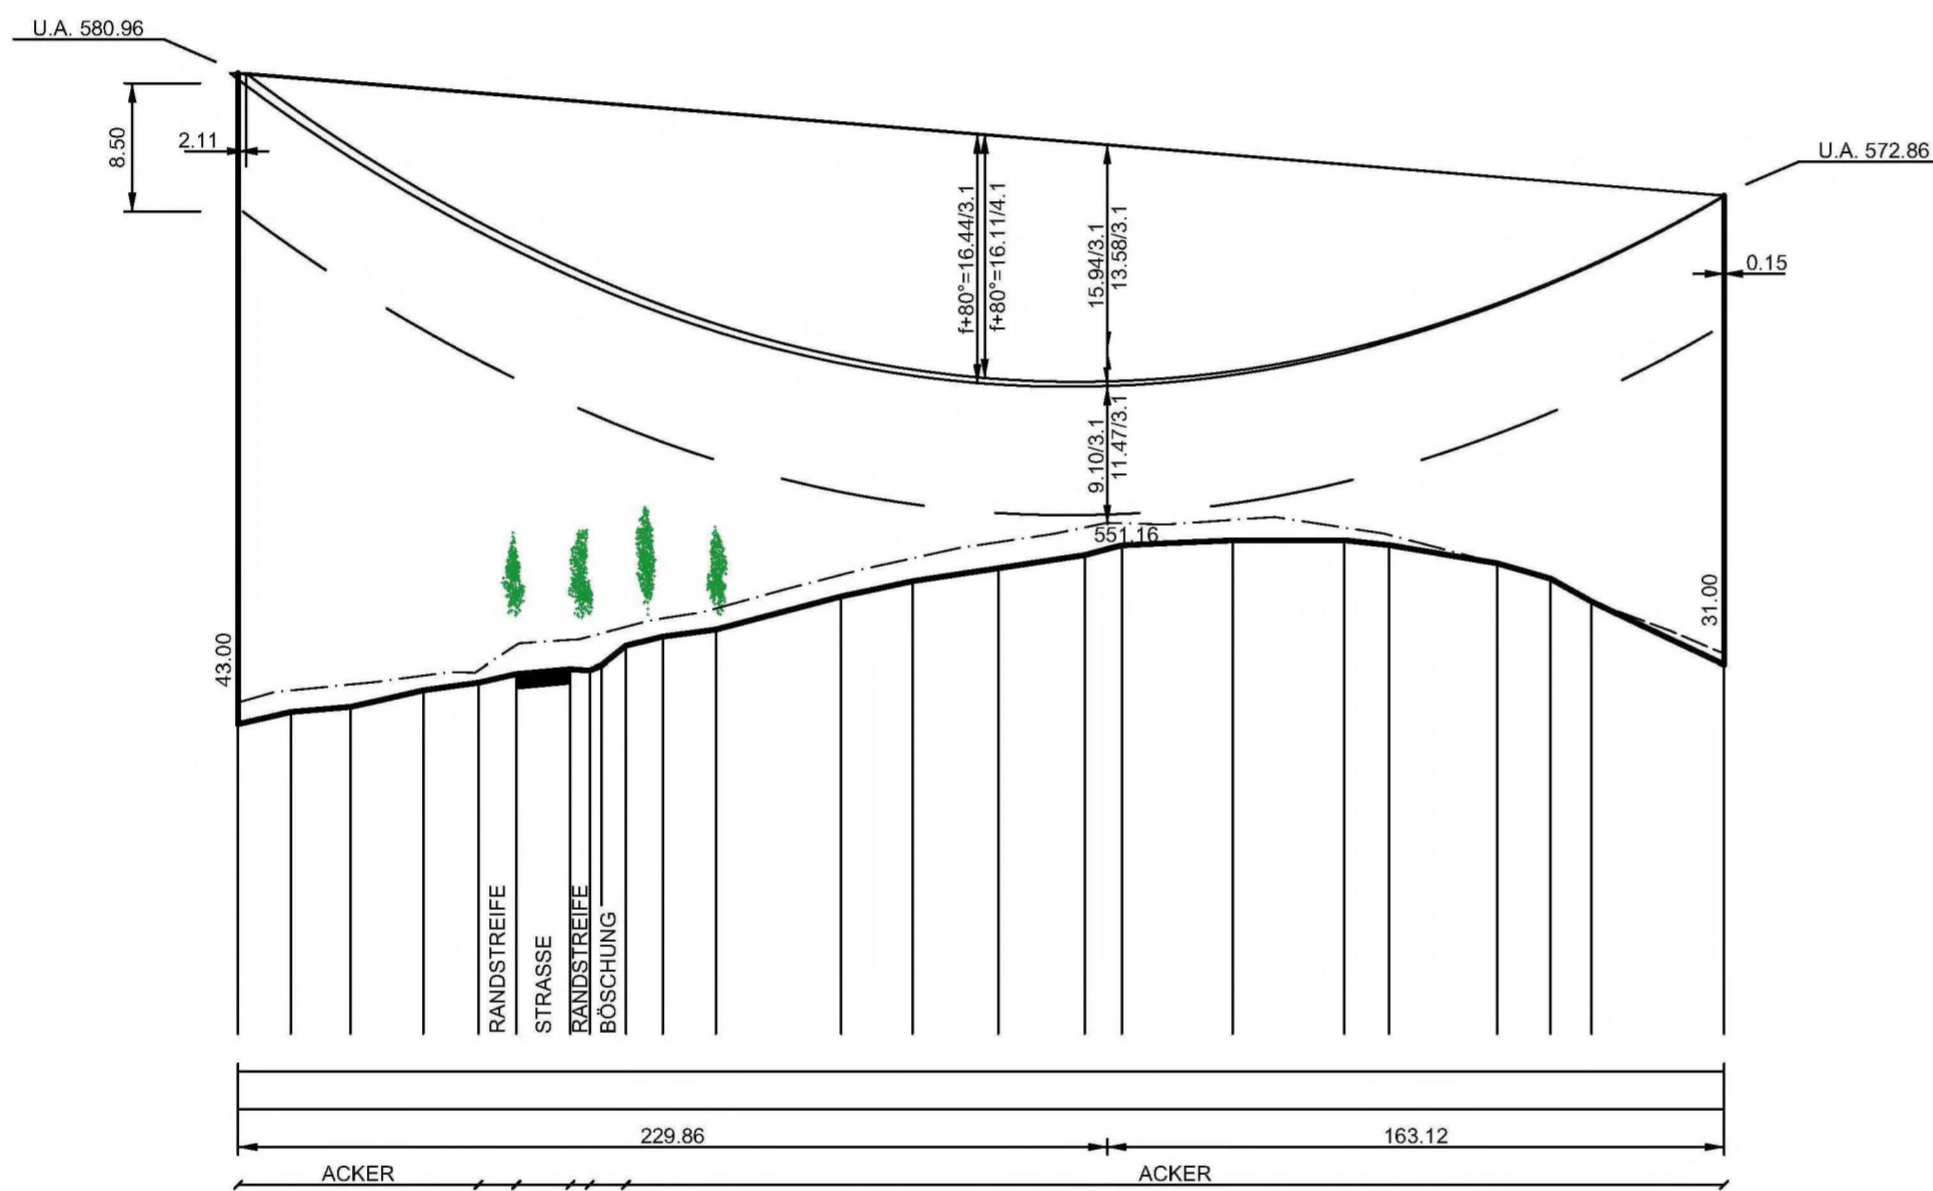 U.A. 580.96
8.50
2.11
U.A. 572.86
0.15
f+80°=16.44/3.1
f+80°=16.11/4.1
15.94/3.1
13.58/3.1
9.10/3.1
11.47/3.1
551.16
43.00
31.00
RANDSTREIFE
STRASSE
RANDSTREIFE
BÖSCHUNG
229.86
163.12
ACKER
ACKER